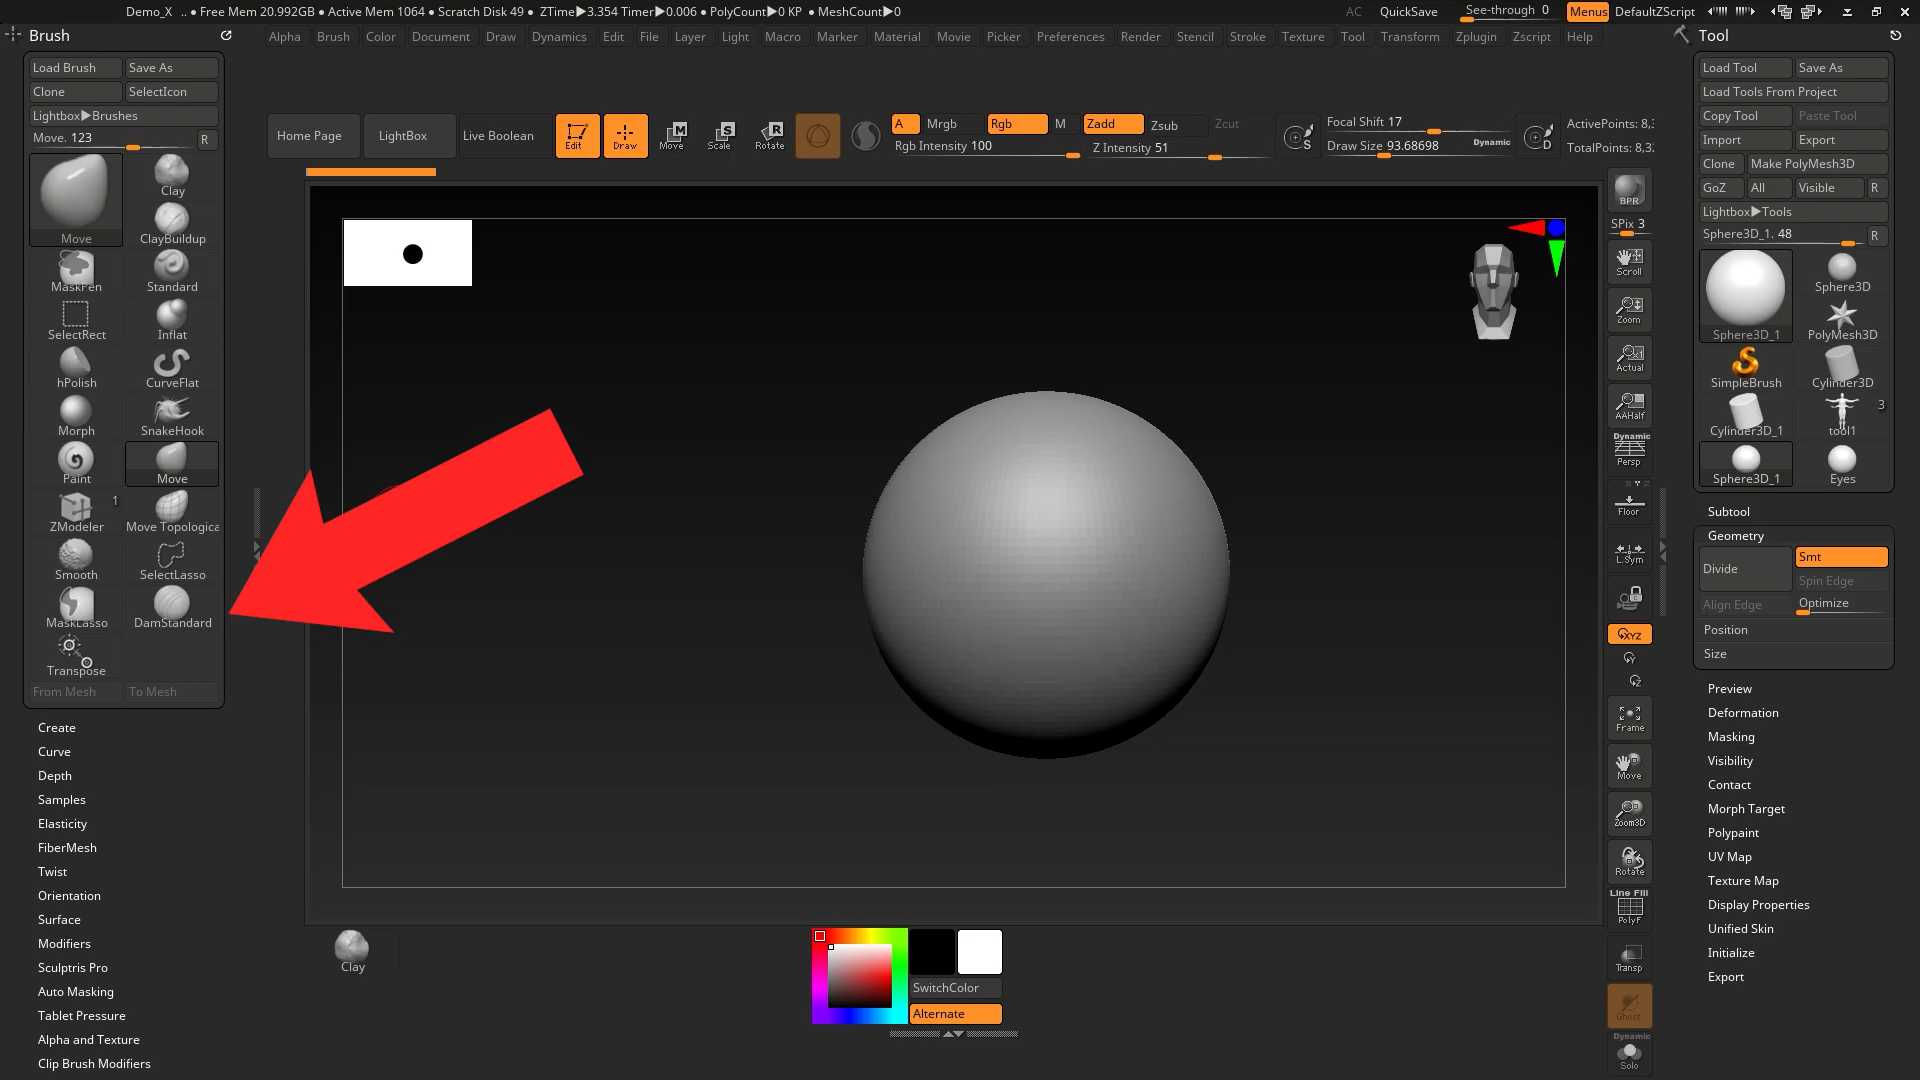 Demo_X .. ● Free Mem 20.992GB ● Active Mem 1064 ● Scratch Disk 49 ● ZTime▶3.354 Timer▶0.006 ● PolyCount▶0 KP ● MeshCount▶0
AC QuickSave See-through 0 Menus DefaultZScript
Brush
Alpha Brush Color Document Draw Dynamics Edit File Layer Light Macro Marker Material Movie Picker Preferences Render Stencil Stroke Texture Tool Transform Zplugin Zscript Help
Tool
Load Brush Save As
Clone SelectIcon
Lightbox▶Brushes
Move. 123 R
Move
Clay
ClayBuildup
MaskPen Standard
SelectRect Inflat
hPolish CurveFlat
Morph SnakeHook
Paint Move
ZModeler 1 Move Topologica
Smooth SelectLasso
MaskLasso DamStandard
Transpose
From Mesh To Mesh
Create
Curve
Depth
Samples
Elasticity
FiberMesh
Twist
Orientation
Surface
Modifiers
Sculptris Pro
Auto Masking
Tablet Pressure
Alpha and Texture
Clip Brush Modifiers
Home Page LightBox Live Boolean
Edit Draw Move Scale Rotate
M S R
A Mrgb Rgb M Zadd Zsub Zcut
Rgb Intensity 100 Z Intensity 51
S
Focal Shift 17
Draw Size 93.68698 Dynamic
D
ActivePoints: 8,3
TotalPoints: 8,32
Clay
SwitchColor
Alternate
BPR
SPix 3
Scroll
Zoom
Actual
AAHalf
Dynamic
Persp
Floor
L.Sym
XYZ
Y
Z
Frame
Move
Zoom3D
Rotate
Line Fill
PolyF
Transp
Ghost
Dynamic
Solo
Load Tool Save As
Load Tools From Project
Copy Tool Paste Tool
Import Export
Clone Make PolyMesh3D
GoZ All Visible R
Lightbox▶Tools
Sphere3D_1. 48 R
Sphere3D_1
Sphere3D
PolyMesh3D
SimpleBrush Cylinder3D
Cylinder3D_1 tool1 3
Sphere3D_1 Eyes
Subtool
Geometry
Divide Smt
Spin Edge
Align Edge Optimize
Position
Size
Preview
Deformation
Masking
Visibility
Contact
Morph Target
Polypaint
UV Map
Texture Map
Display Properties
Unified Skin
Initialize
Export